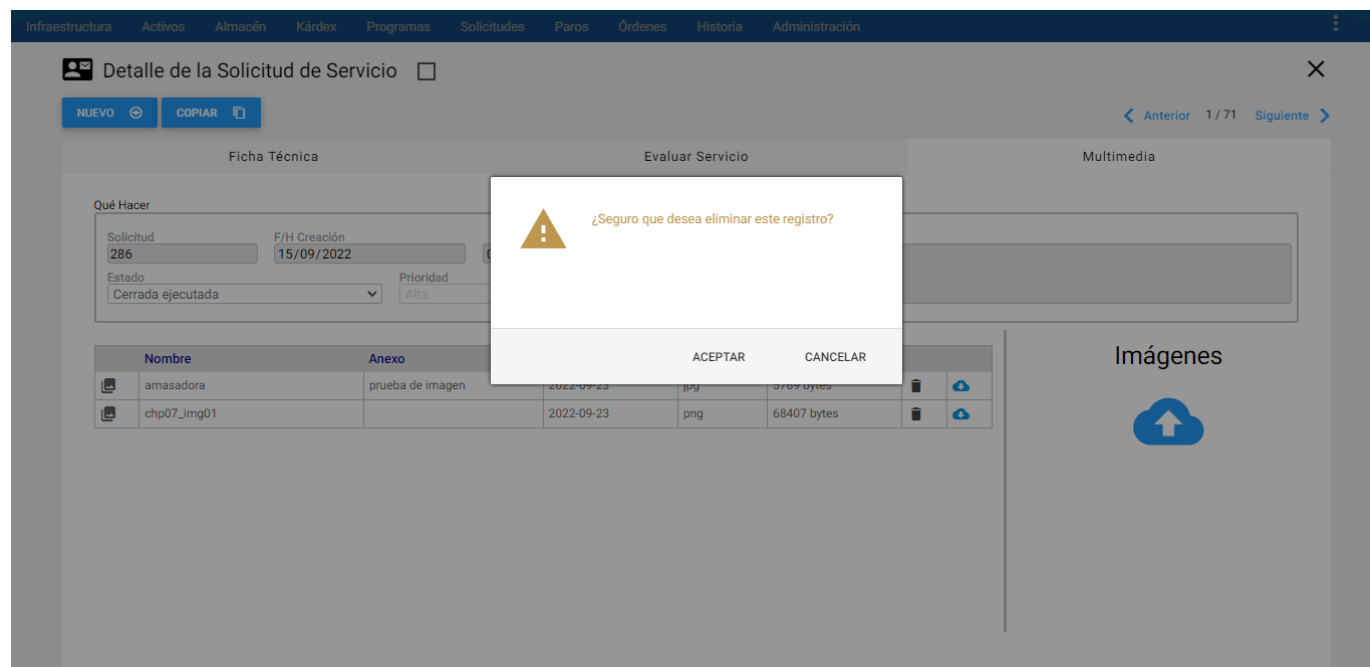 Infraestructura Activos Almacén Kárdex Programas Solicitudes Paros Órdenes Historia Administración
Detalle de la Solicitud de Servicio
NUEVO COPIAR
Anterior 1 / 71 Siguiente
Ficha Técnica Evaluar Servicio Multimedia
Qué Hacer
¿Seguro que desea eliminar este registro?
Solicitud F/H Creación
286 15/09/2022
Estado Prioridad
Cerrada ejecutada Alta
ACEPTAR CANCELAR
Imágenes
Nombre Anexo
amasadora prueba de imagen 2022-09-23 jpg 5769 bytes
chp07_img01 2022-09-23 png 68407 bytes